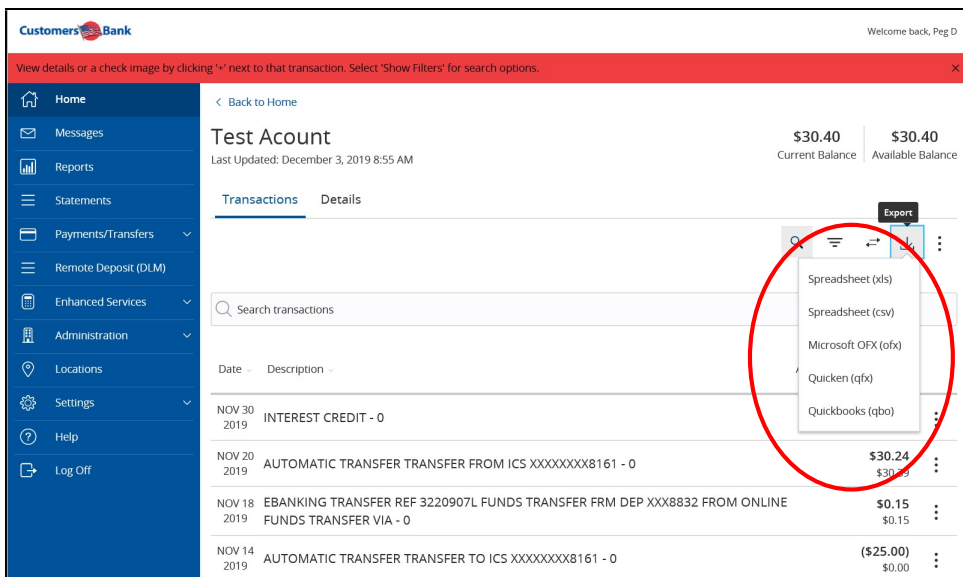 Customers Bank
Welcome back, Peg D
View details or a check image by clicking '+' next to that transaction. Select 'Show Filters' for search options.
Home
Messages
Reports
Statements
Payments/Transfers
Remote Deposit (DLM)
Enhanced Services
Administration
Locations
Settings
Help
Log Off
Back to Home
Test Acount
Last Updated: December 3, 2019 8:55 AM
$30.40
Current Balance
$30.40
Available Balance
Transactions
Details
Export
Spreadsheet (xls)
Spreadsheet (csv)
Microsoft OFX (ofx)
Quicken (qfx)
Quickbooks (qbo)
Search transactions
Date
Description
NOV 30
2019
INTEREST CREDIT - 0
NOV 20
2019
AUTOMATIC TRANSFER TRANSFER FROM ICS XXXXXXXX8161 - 0
$30.24
$30.39
NOV 18
2019
EBANKING TRANSFER REF 3220907L FUNDS TRANSFER FRM DEP XXX8832 FROM ONLINE
FUNDS TRANSFER VIA - 0
$0.15
$0.15
NOV 14
2019
AUTOMATIC TRANSFER TRANSFER TO ICS XXXXXXXX8161 - 0
($25.00)
$0.00